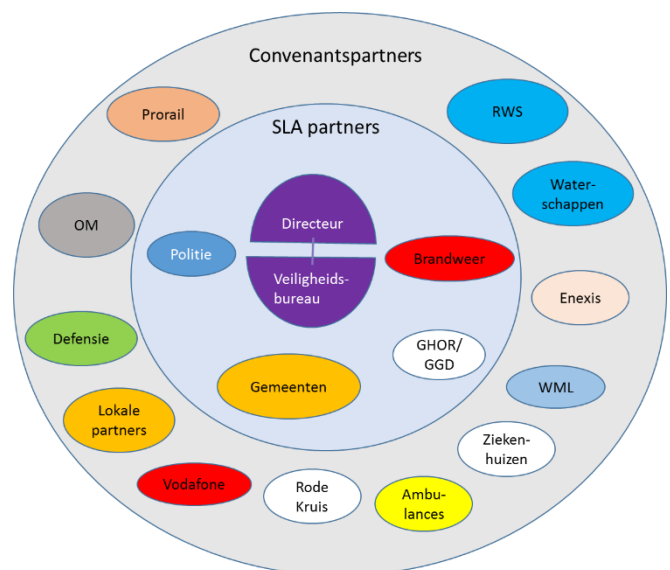 Convenantspartners
Prorail
RWS
SLA partners
Water-
schappen
OM
Directeur
Politie
Brandweer
Veiligheids-
bureau
Enexis
Defensie
GHOR/
GGD
Gemeenten
WML
Lokale
partners
Zieken-
huizen
Vodafone
Rode
Kruis
Ambu-
lances